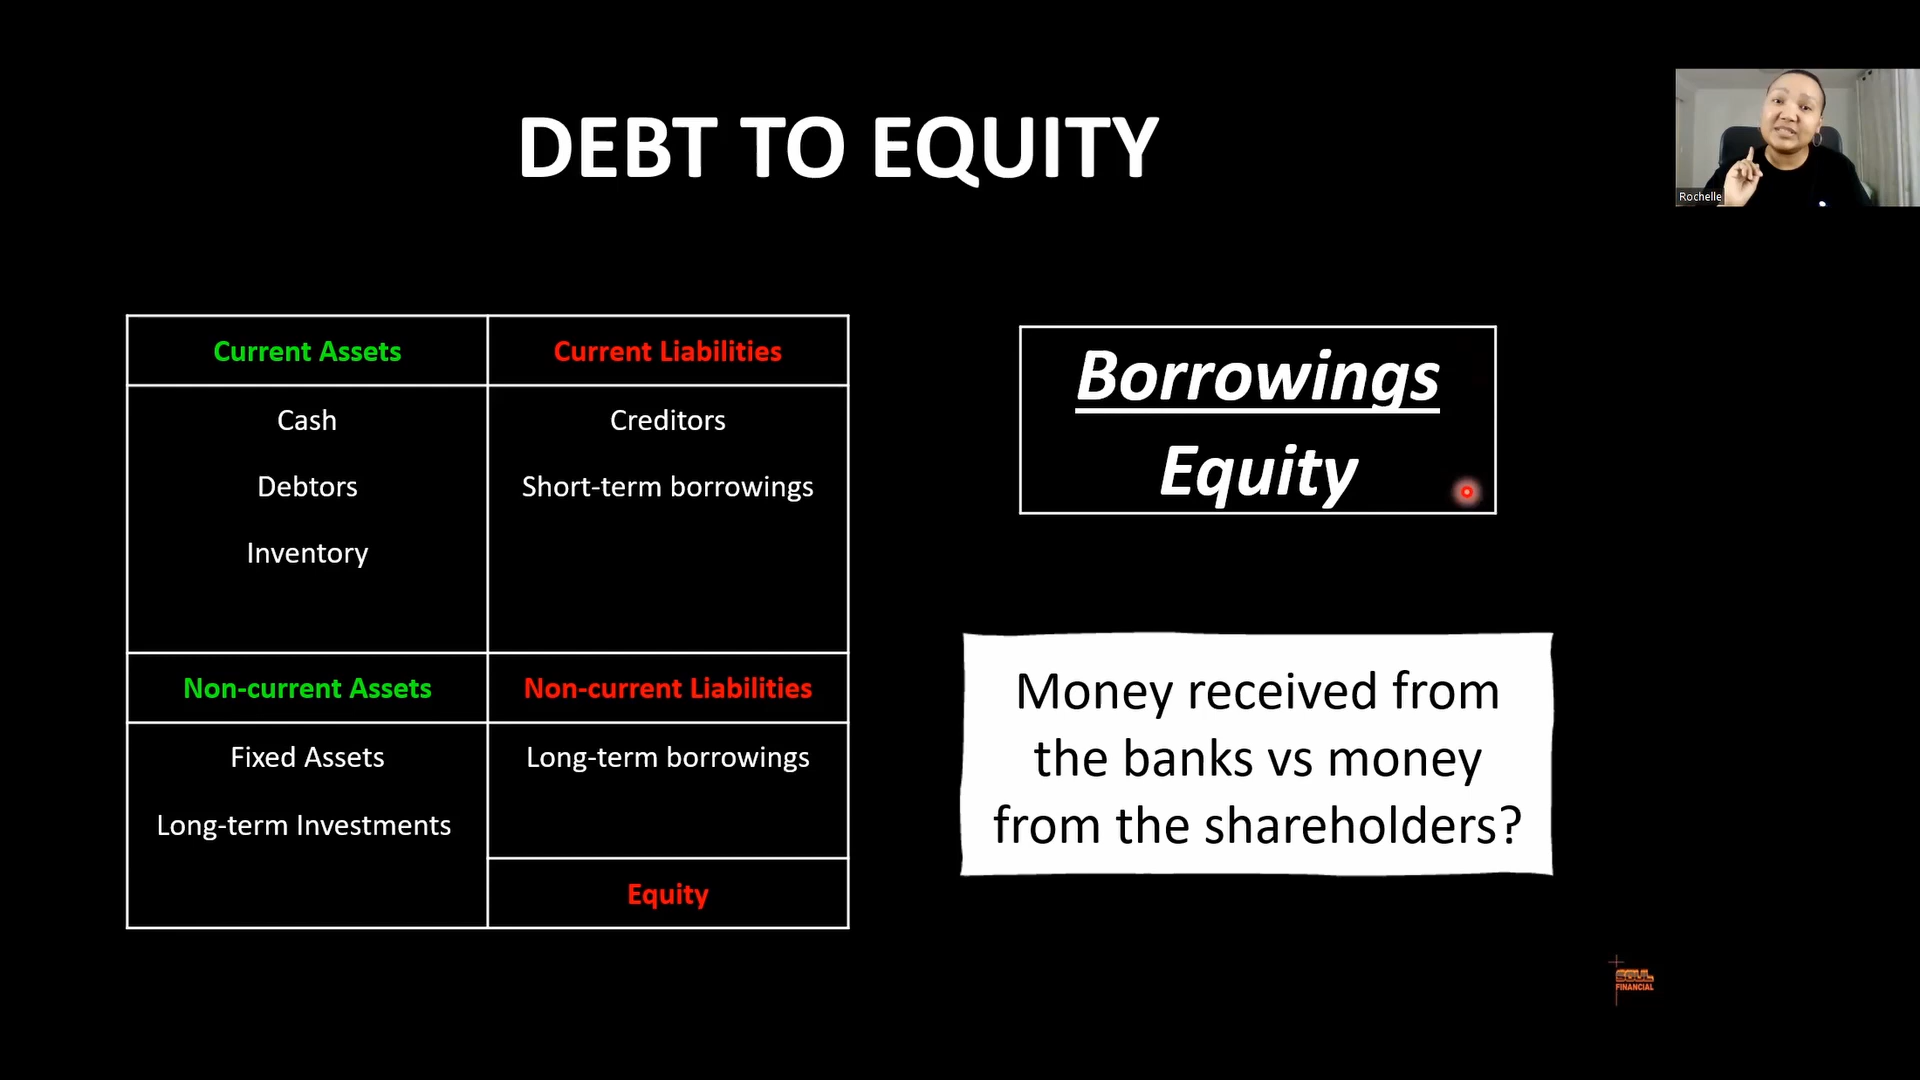 DEBT TO EQUITY
Rochelle
Current Assets
Current Liabilities
Cash
Creditors
Debtors
Short-term borrowings
Inventory
Non-current Assets
Non-current Liabilities
Fixed Assets
Long-term borrowings
Long-term Investments
Equity
Borrowings
Equity
Money received from
the banks vs money
from the shareholders?
SOUL
FINANCIAL